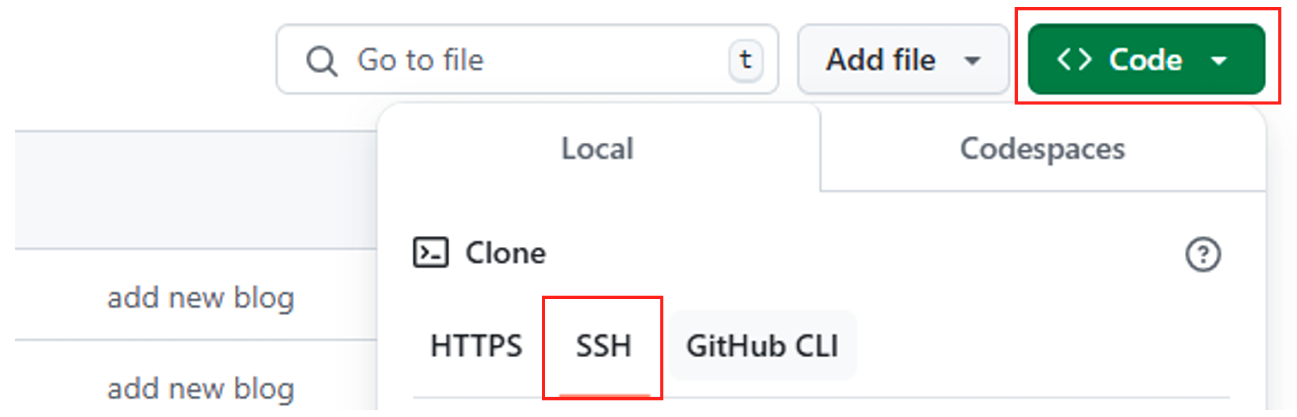 Go to file t Add file Code
Local Codespaces
Clone
add new blog
HTTPS SSH GitHub CLI
add new blog